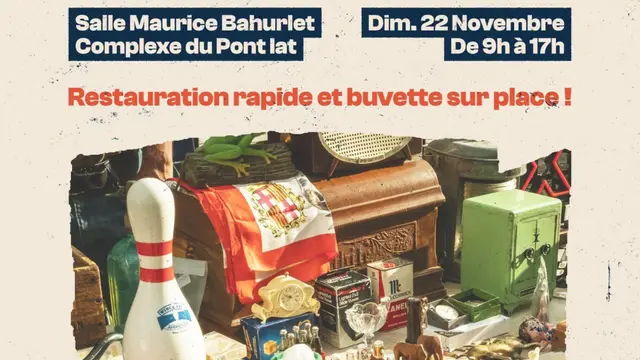 Salle Maurice Bahurlet
Complexe du Pont lat
Dim. 22 Novembre
De 9h à 17h
Restauration rapide et buvette sur place !